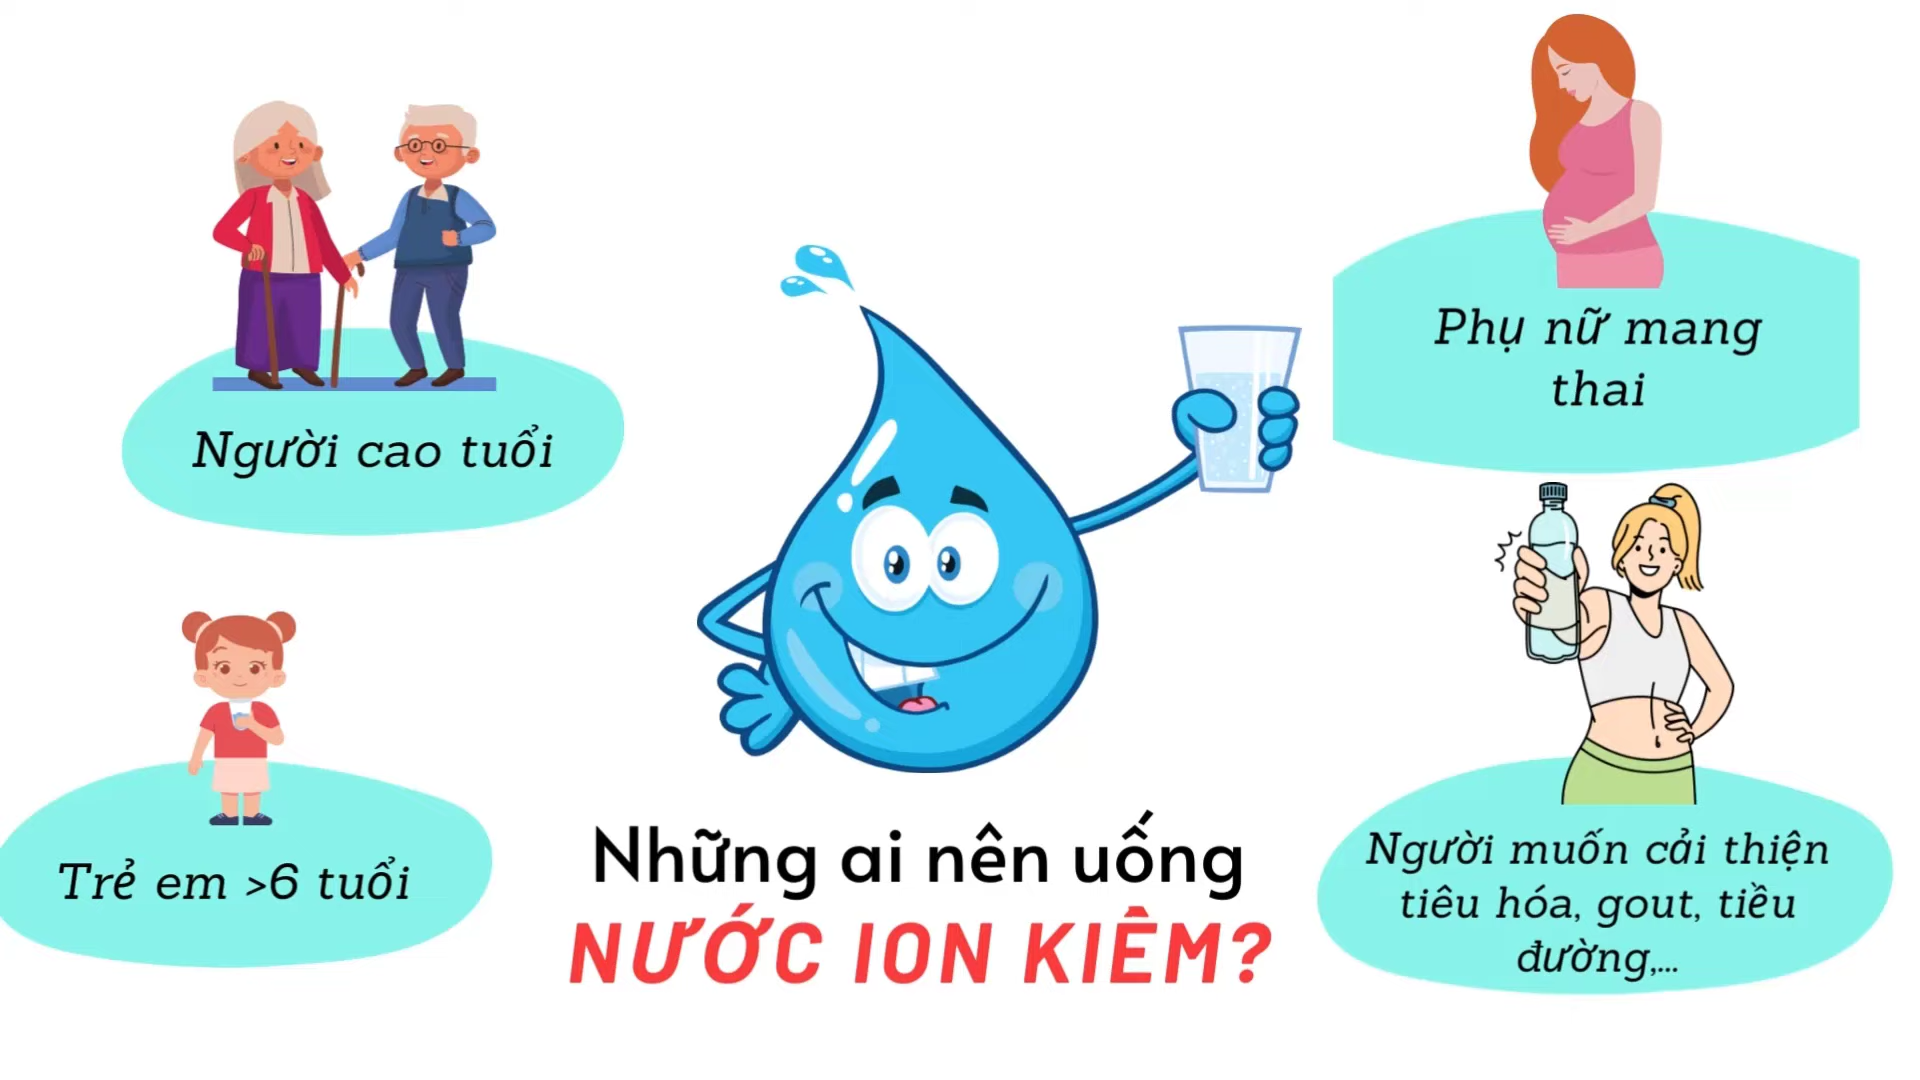 Người cao tuổi
Phụ nữ mang
thai
Trẻ em >6 tuổi
Người muốn cải thiện
tiêu hóa, gout, tiều
đường,...
Những ai nên uống
NƯỚC ION KIỀM?